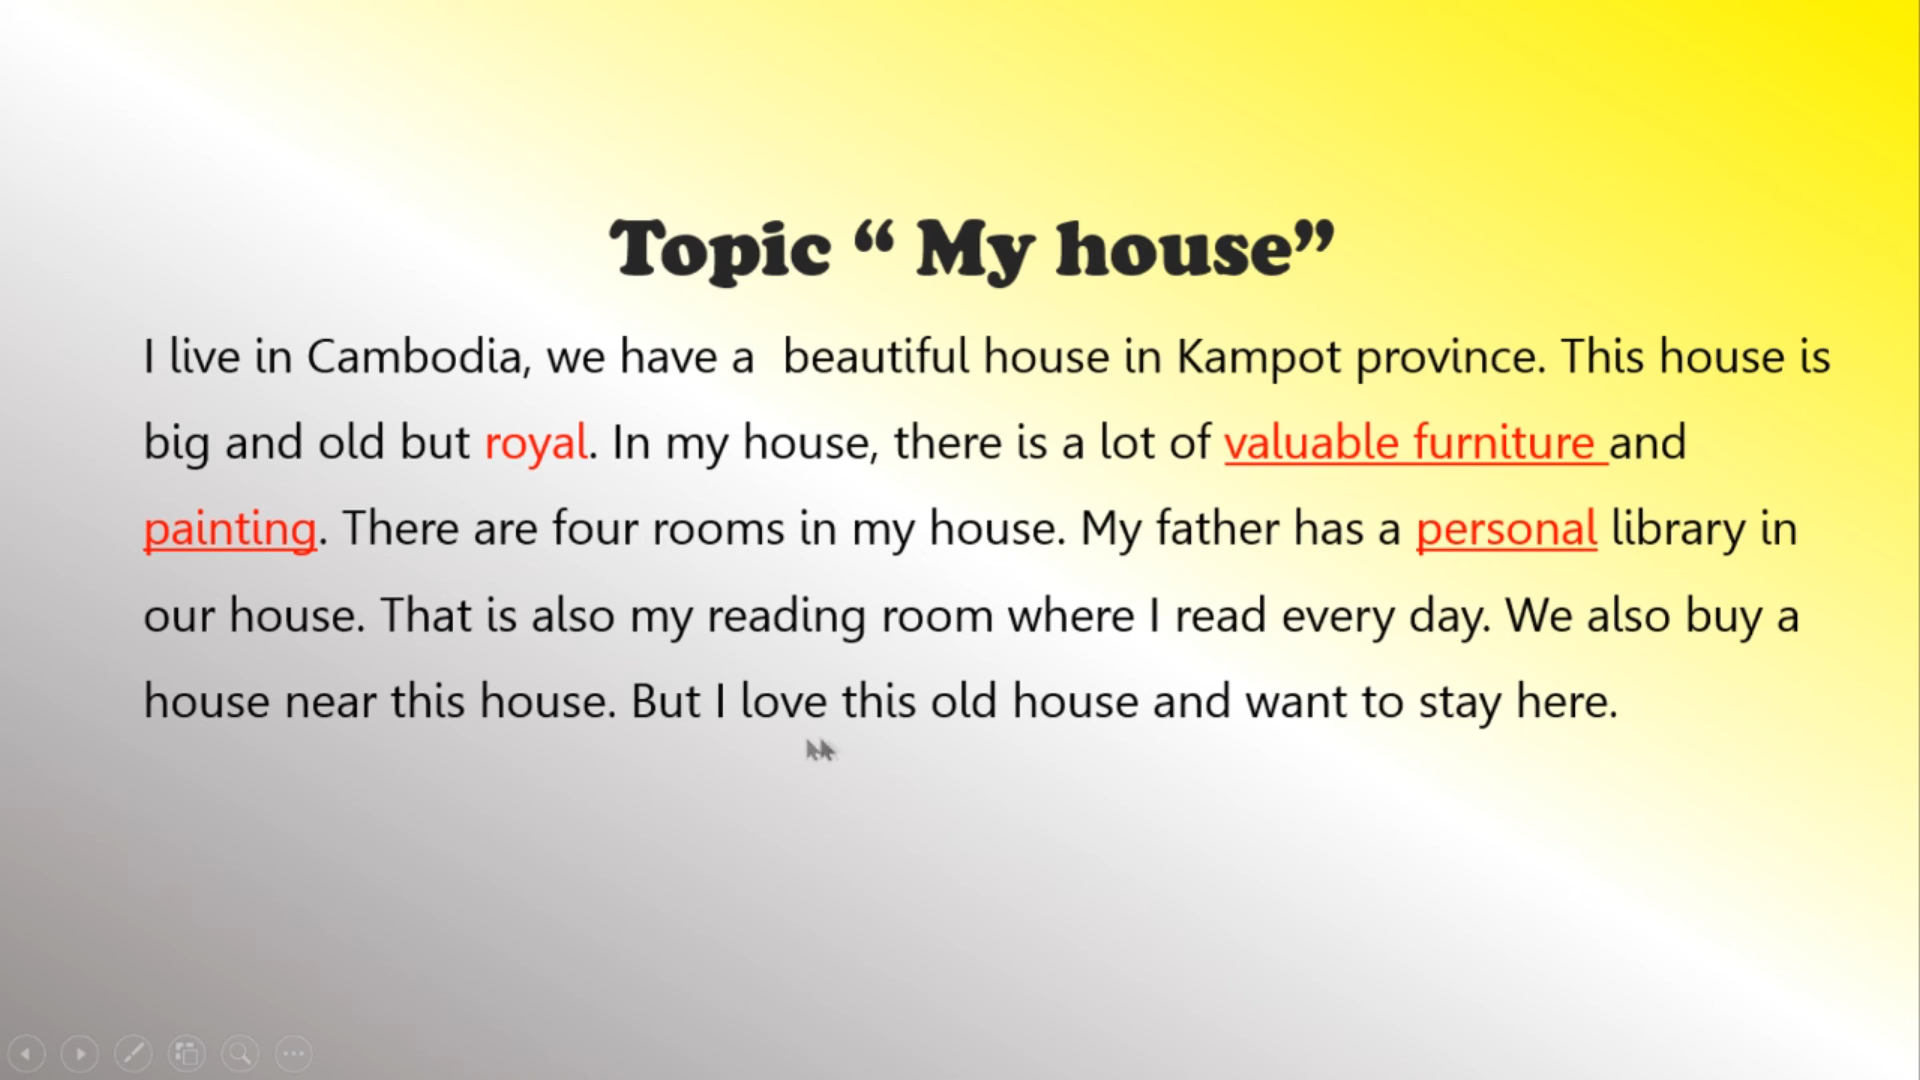 Topic “ My house”
I live in Cambodia, we have a  beautiful house in Kampot province. This house is
big and old but royal. In my house, there is a lot of valuable furniture and
painting. There are four rooms in my house. My father has a personal library in
our house. That is also my reading room where I read every day. We also buy a
house near this house. But I love this old house and want to stay here.